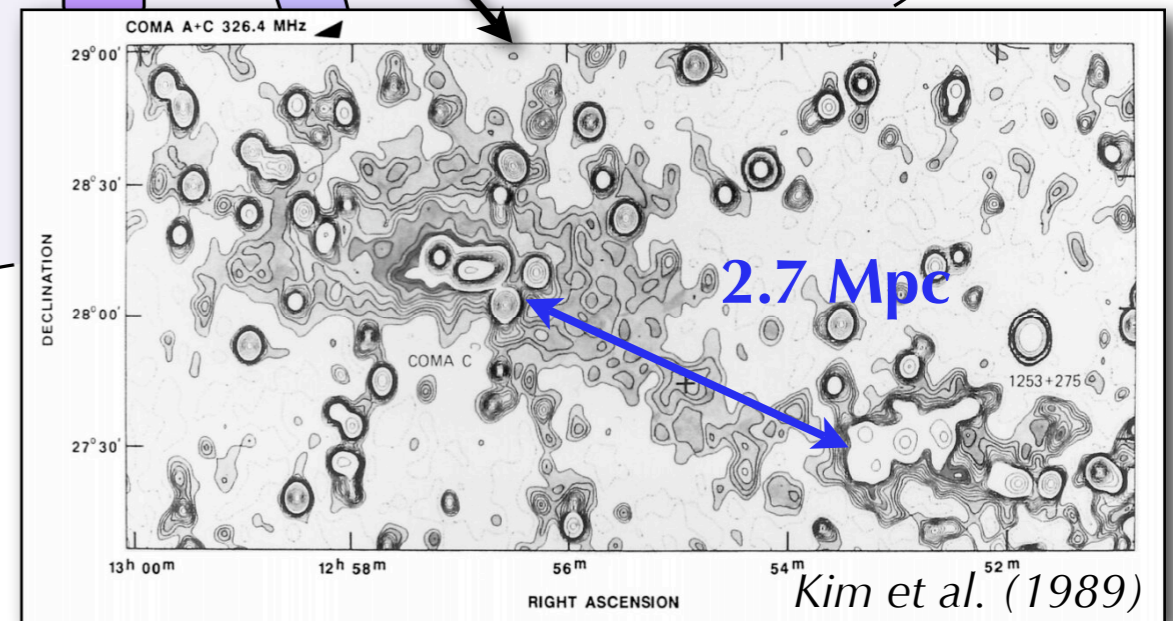 COMA A+C 326.4 MHz
29°00'
28°30'
28°00'
27°30'
DECLINATION
2.7 Mpc
COMA C
1253+275
13h 00m
12h 58m
56m
54m
52m
RIGHT ASCENSION
Kim et al. (1989)